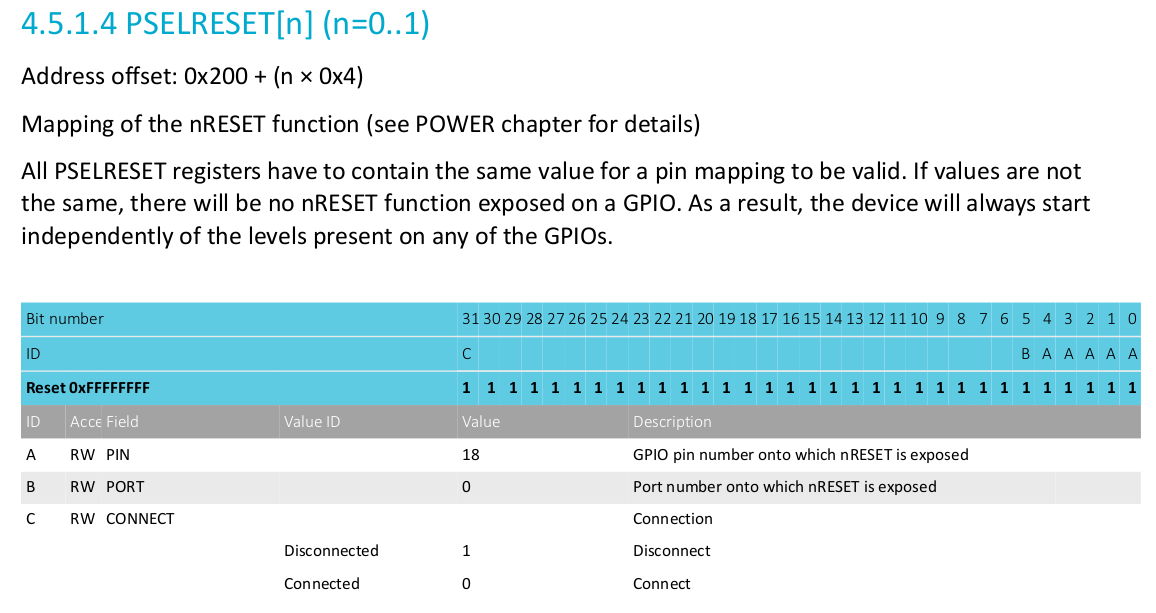 4.5.1.4 PSELRESET[n] (n=0..1)
Address offset: 0x200 + (n × 0x4)
Mapping of the nRESET function (see POWER chapter for details)
All PSELRESET registers have to contain the same value for a pin mapping to be valid. If values are not
the same, there will be no nRESET function exposed on a GPIO. As a result, the device will always start
independently of the levels present on any of the GPIOs.
Bit number 31 30 29 28 27 26 25 24 23 22 21 20 19 18 17 16 15 14 13 12 11 10 9 8 7 6 5 4 3 2 1 0
ID C B A A A A A
Reset 0xFFFFFFFF 1 1 1 1 1 1 1 1 1 1 1 1 1 1 1 1 1 1 1 1 1 1 1 1 1 1 1 1 1 1 1 1
ID Acce Field Value ID Value Description
A RW PIN 18 GPIO pin number onto which nRESET is exposed
B RW PORT 0 Port number onto which nRESET is exposed
C RW CONNECT Connection
Disconnected 1 Disconnect
Connected 0 Connect